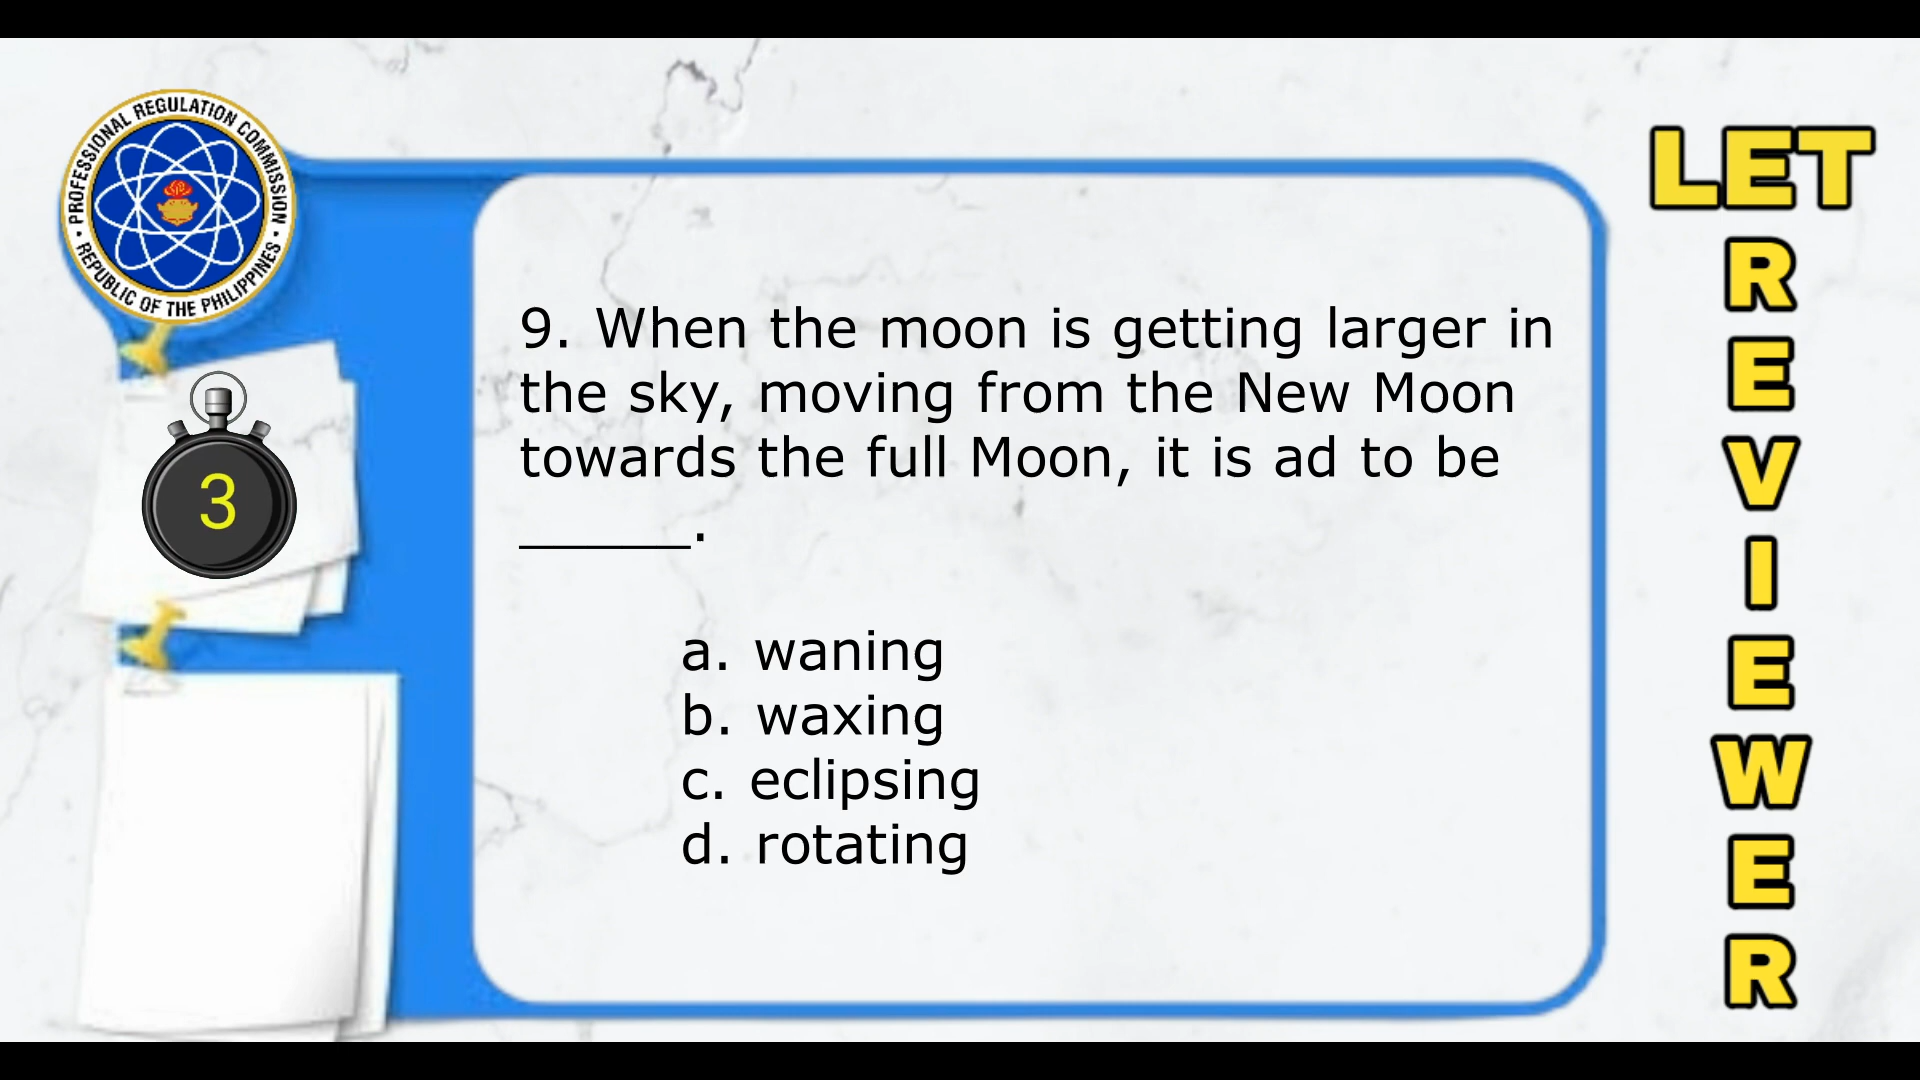 PROFESSIONAL REGULATION COMMISSION
REPUBLIC OF THE PHILIPPINES
3
9. When the moon is getting larger in
the sky, moving from the New Moon
towards the full Moon, it is ad to be
______.
a. waning
b. waxing
c. eclipsing
d. rotating
LET
R
E
V
I
E
W
E
R